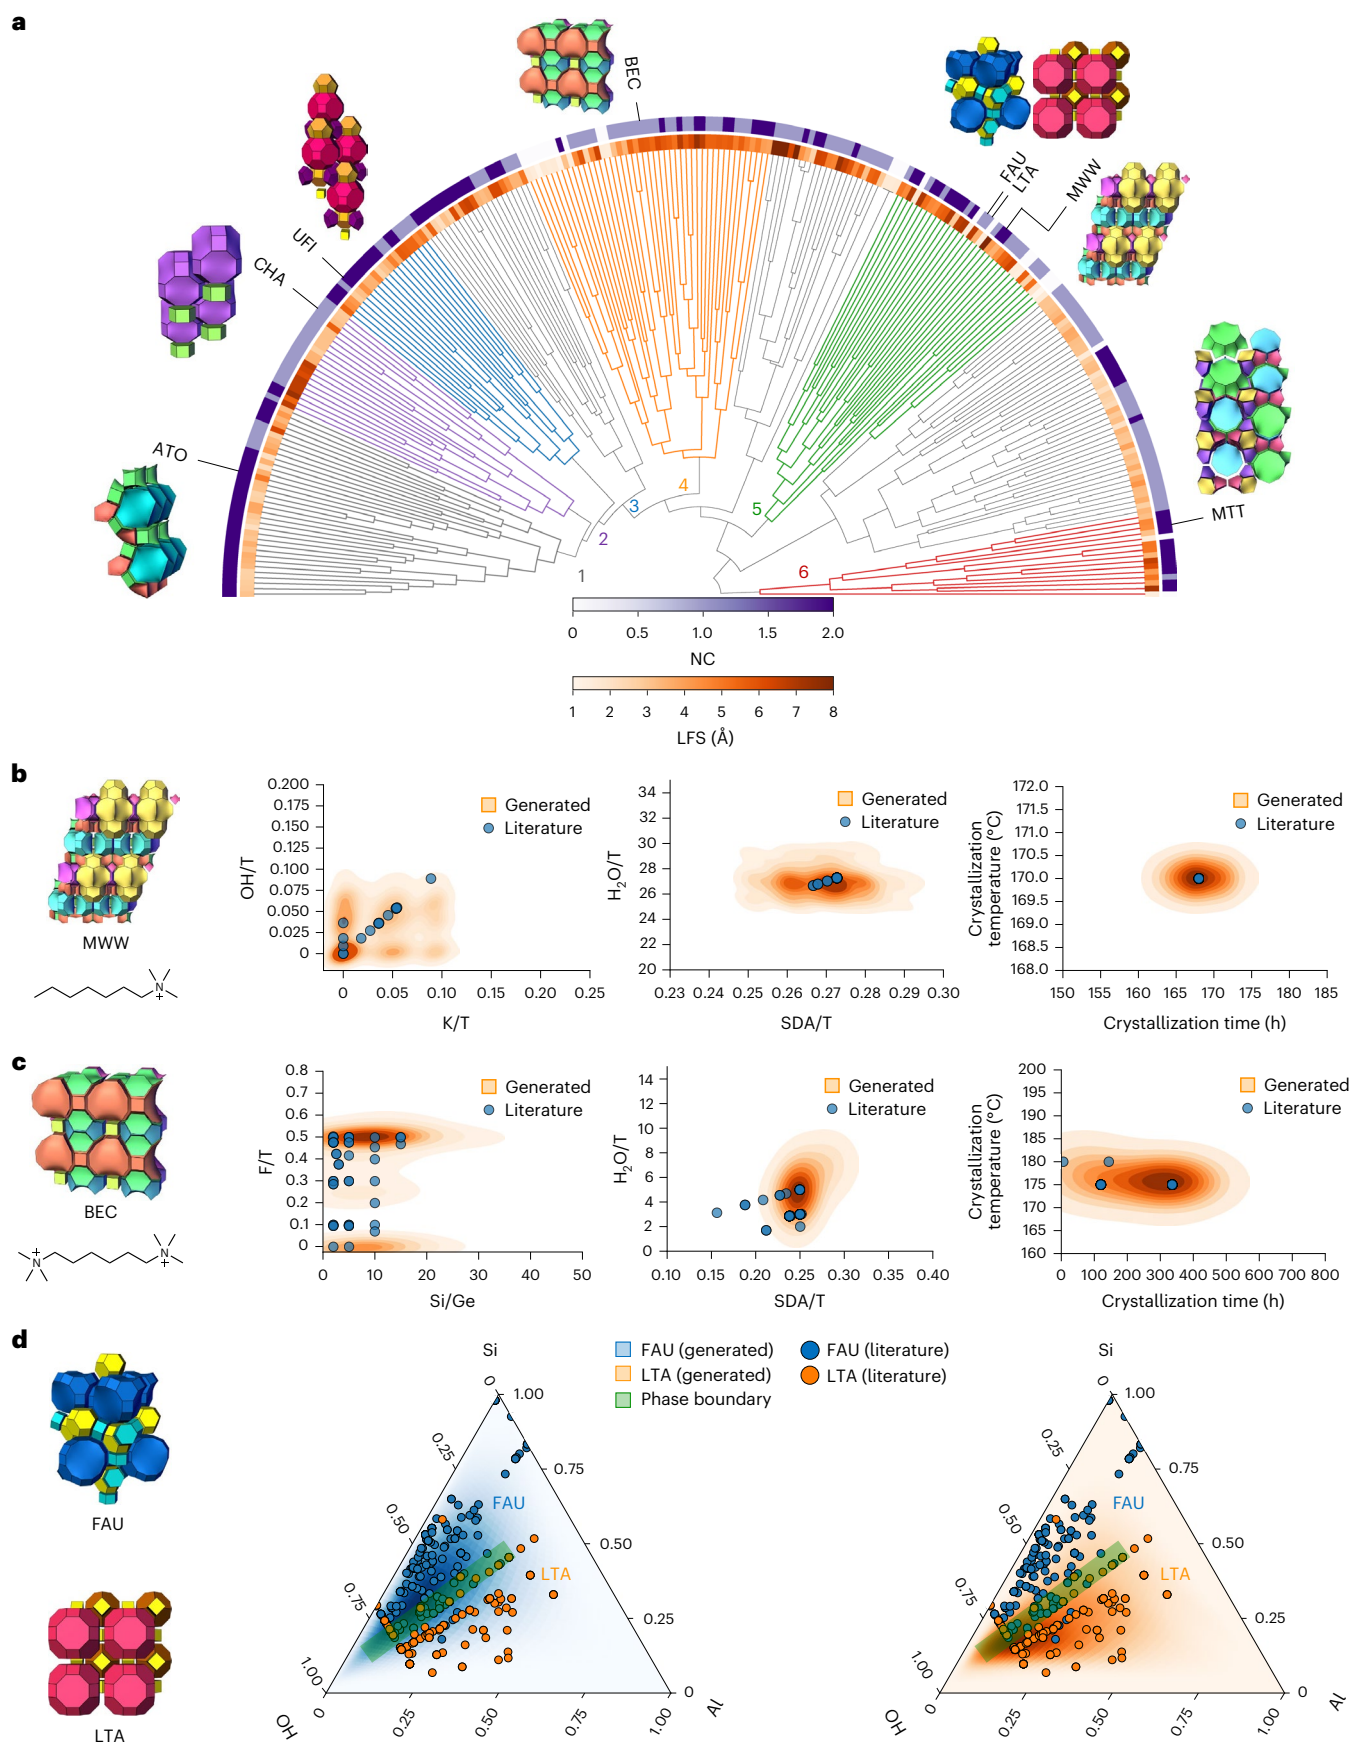 a
BEC
FAU
LTA
MWW
UFI
CHA
ATO
MTT
1
2
3
4
5
6
0 0.5 1.0 1.5 2.0
NC
1 2 3 4 5 6 7 8
LFS (Å)
b
MWW
N
+
0.200
0.175
0.150
0.125
0.100
0.075
0.050
0.025
0
OH/T
Generated
Literature
0 0.05 0.10 0.15 0.20 0.25
K/T
34
32
30
28
26
24
22
20
H2O/T
Generated
Literature
0.23 0.24 0.25 0.26 0.27 0.28 0.29 0.30
SDA/T
172.0
171.5
171.0
170.5
170.0
169.5
169.0
168.5
168.0
Crystallization
temperature (°C)
Generated
Literature
150 155 160 165 170 175 180 185
Crystallization time (h)
c
BEC
+
N
N
+
0.8
0.7
0.6
0.5
0.4
0.3
0.2
0.1
0
F/T
Generated
Literature
0 10 20 30 40 50
Si/Ge
14
12
10
8
6
4
2
0
H2O/T
Generated
Literature
0.10 0.15 0.20 0.25 0.30 0.35 0.40
SDA/T
200
195
190
185
180
175
170
165
160
Crystallization
temperature (°C)
Generated
Literature
0 100 200 300 400 500 600 700 800
Crystallization time (h)
d
FAU
LTA
FAU (generated)
LTA (generated)
Phase boundary
FAU (literature)
LTA (literature)
Si
0
1.00
0.25
0.75
0.50
0.50
0.75
0.25
1.00
0
FAU
LTA
OH
Al
0 0.25 0.50 0.75 1.00
Si
0
1.00
0.25
0.75
0.50
0.50
0.75
0.25
1.00
0
FAU
LTA
OH
Al
0 0.25 0.50 0.75 1.00